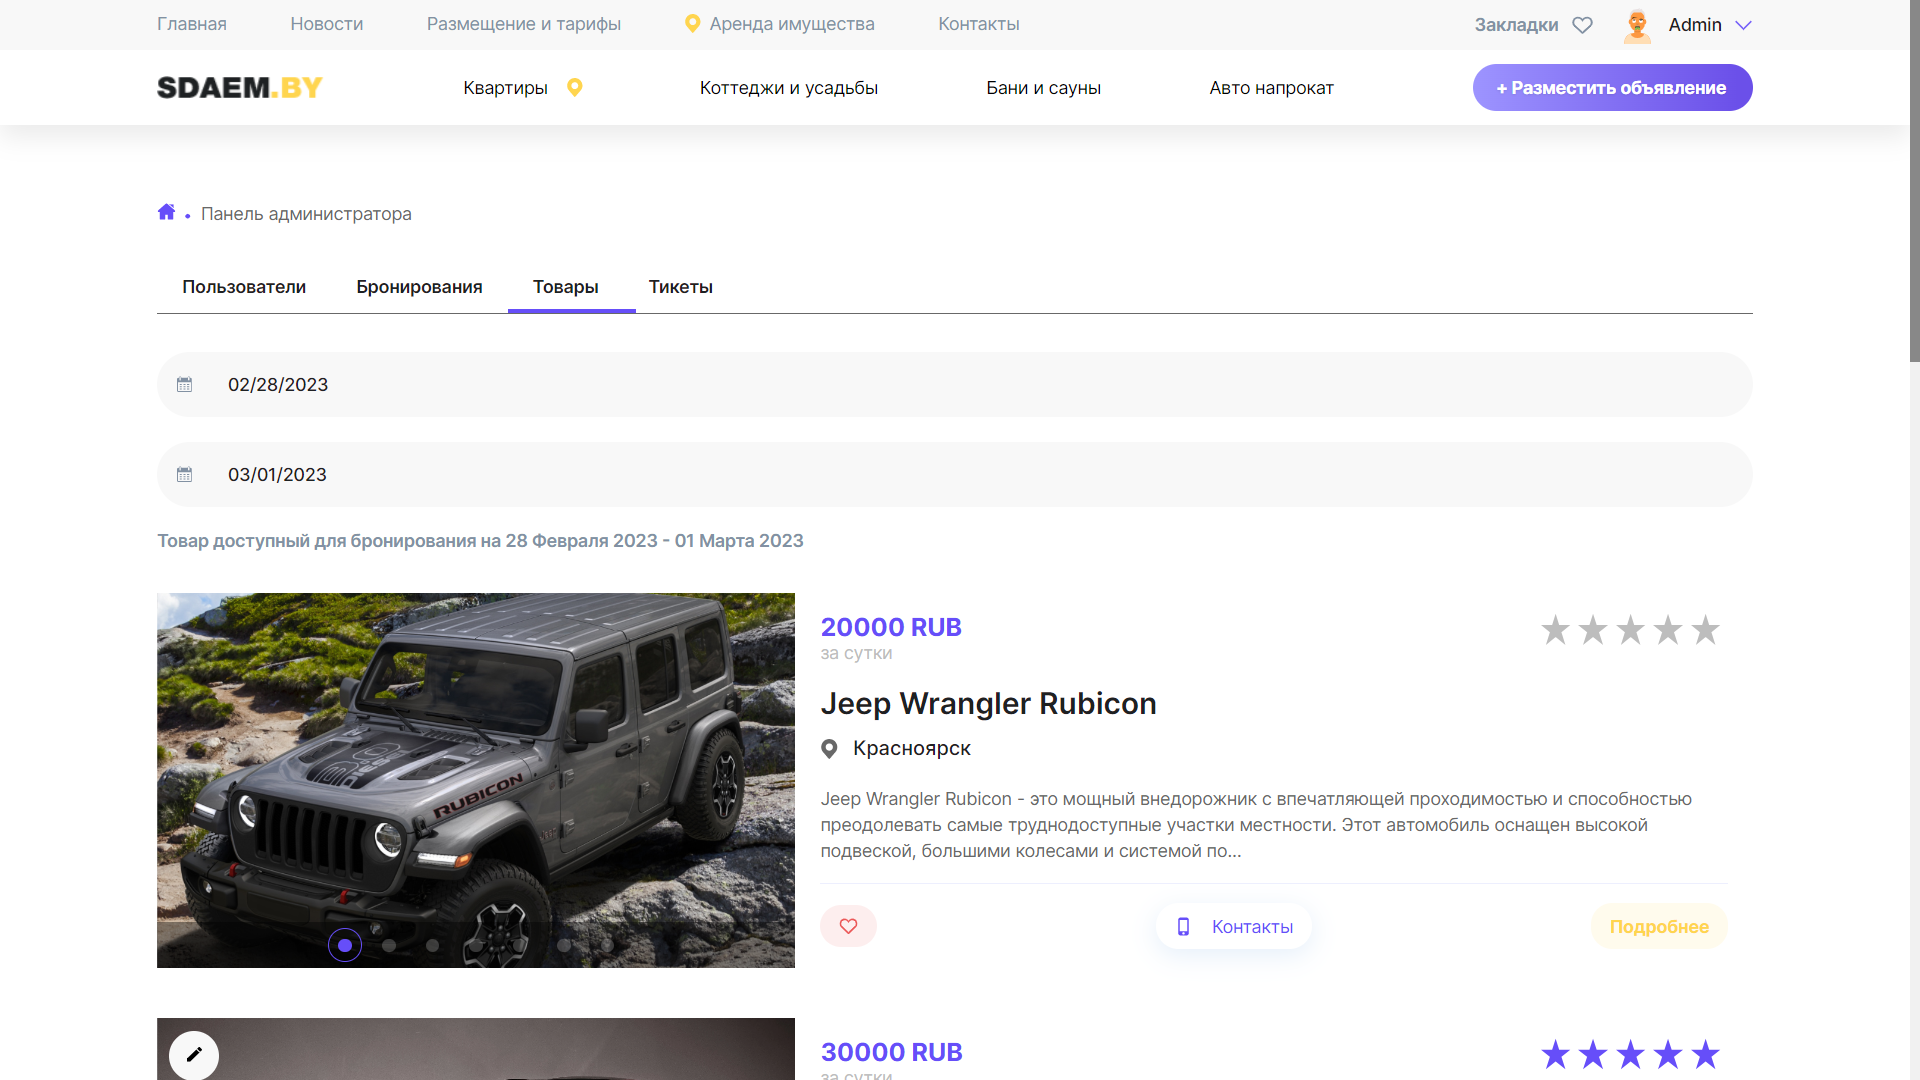 Главная
Новости
Размещение и тарифы
Аренда имущества
Контакты
Закладки
Admin
SDAEM.BY
Квартиры
Коттеджи и усадьбы
Бани и сауны
Авто напрокат
+ Разместить объявление
Панель администратора
Пользователи
Бронирования
Товары
Тикеты
02/28/2023
03/01/2023
Товар доступный для бронирования на 28 Февраля 2023 - 01 Марта 2023
RUBICON
20000 RUB
за сутки
Jeep Wrangler Rubicon
Красноярск
Jeep Wrangler Rubicon - это мощный внедорожник с впечатляющей проходимостью и способностью
преодолевать самые труднодоступные участки местности. Этот автомобиль оснащен высокой
подвеской, большими колесами и системой по...
Контакты
Подробнее
30000 RUB
за сутки